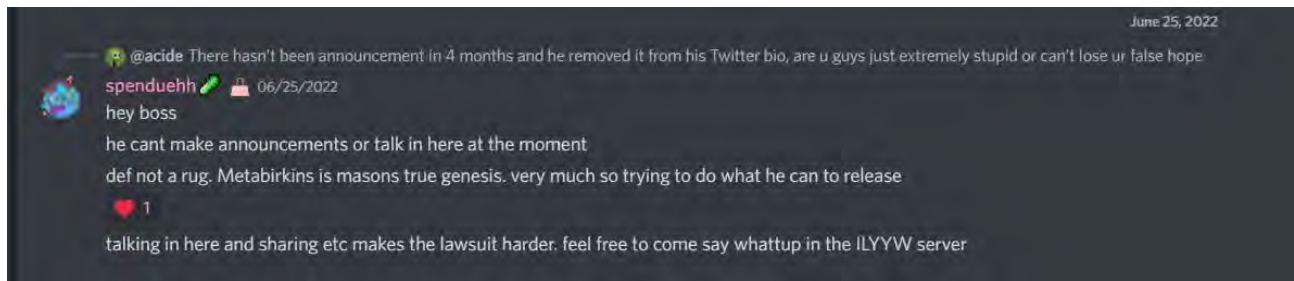 June 25, 2022
@acide There hasn't been announcement in 4 months and he removed it from his Twitter bio, are u guys just extremely stupid or can't lose ur false hope
spenduehh 06/25/2022
hey boss
he cant make announcements or talk in here at the moment
def not a rug. Metabirkins is masons true genesis. very much so trying to do what he can to release
1
talking in here and sharing etc makes the lawsuit harder. feel free to come say whattup in the ILYYW server